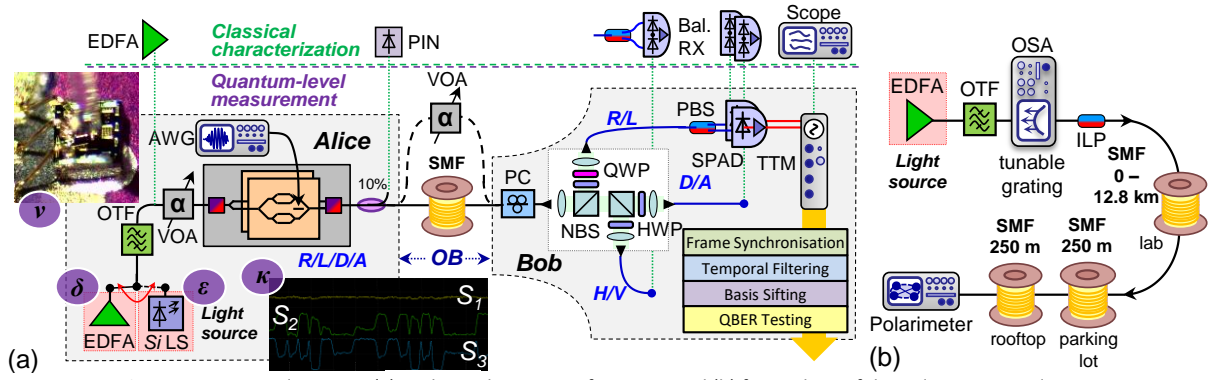 EDFA
Classical characterization
PIN
Bal. RX
Scope
Quantum-level measurement
VOA
α
AWG
Alice
10%
SMF
PC
R/L
PBS
SPAD
TTM
QWP
D/A
NBS
HWP
H/V
ν
OTF
VOA
α
R/L/D/A
OB
Bob
Frame Synchronisation
Temporal Filtering
Basis Sifting
QBER Testing
δ
ε
κ
EDFA
Si LS
Light source
S1
S2
S3
(a)
OSA
EDFA
OTF
Light source
tunable grating
ILP
SMF
0 –
12.8 km
lab
SMF
250 m
SMF
250 m
Polarimeter
rooftop
parking lot
(b)